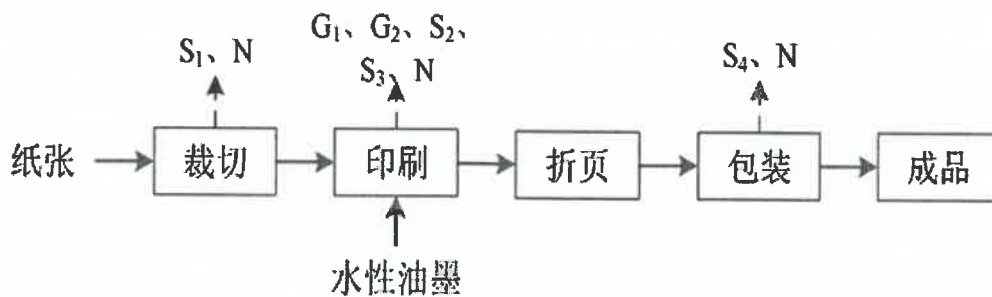 G₁、G₂、S₂、
S₁、N
S₃、N
S₄、N
纸张
裁切
印刷
折页
包装
成品
水性油墨